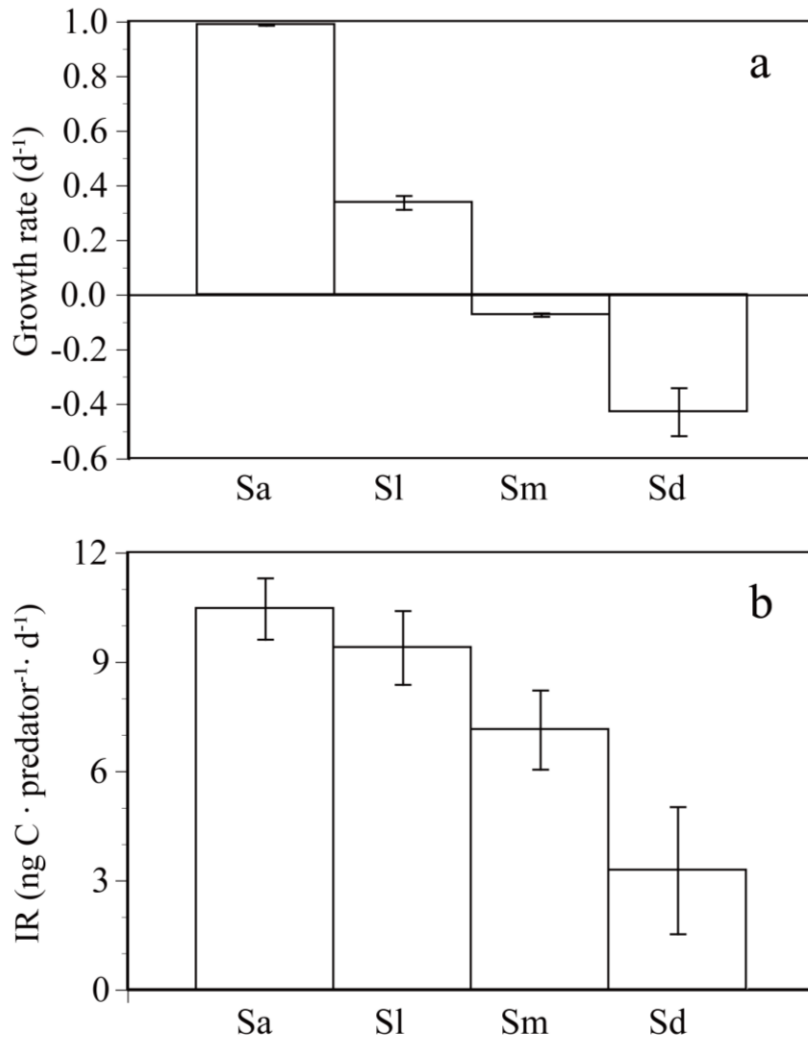 a
Growth rate (d⁻¹)
1.0
0.8
0.6
0.4
0.2
0.0
-0.2
-0.4
-0.6
Sa Sl Sm Sd
b
IR (ng C · predator⁻¹· d⁻¹)
12
9
6
3
0
Sa Sl Sm Sd